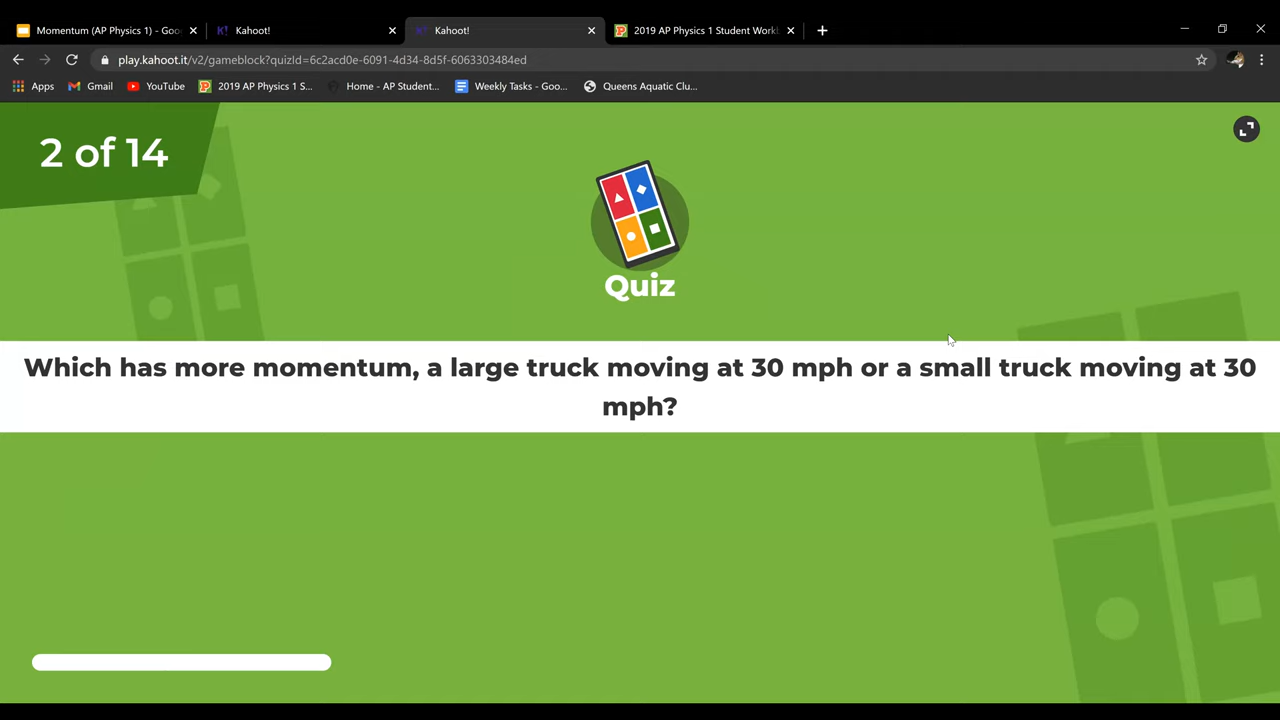 Momentum (AP Physics 1) - Goo
Kahoot!
Kahoot!
2019 AP Physics 1 Student Workb
play.kahoot.it/v2/gameblock?quizId=6c2acd0e-6091-4d34-8d5f-6063303484ed
Apps
Gmail
YouTube
2019 AP Physics 1 S...
Home - AP Student...
Weekly Tasks - Goo...
Queens Aquatic Clu...
2 of 14
Quiz
Which has more momentum, a large truck moving at 30 mph or a small truck moving at 30
mph?